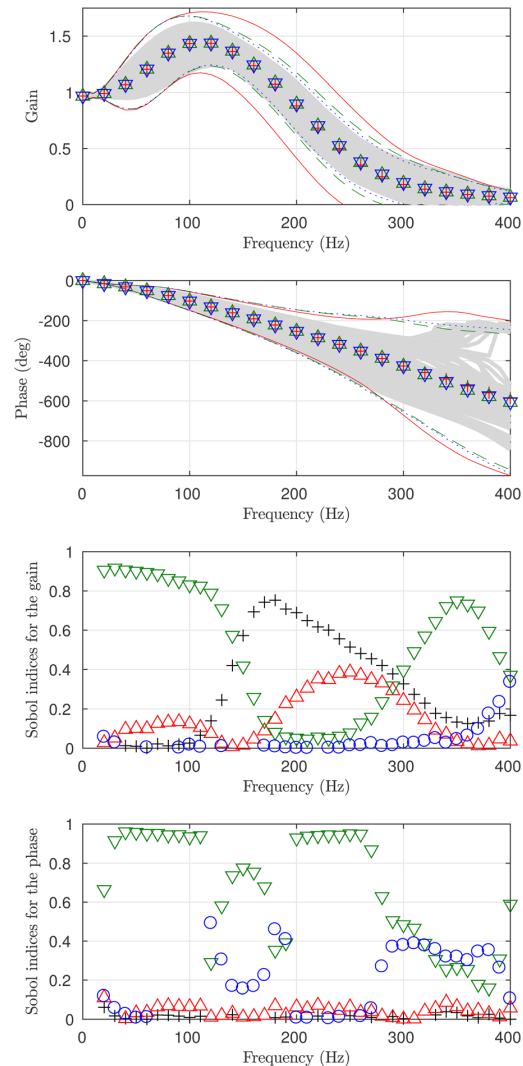 1.5
1
0.5
0
Gain
0 100 200 300 400
Frequency (Hz)
0
-200
-400
-600
-800
Phase (deg)
0 100 200 300 400
Frequency (Hz)
1
0.8
0.6
0.4
0.2
0
Sobol indices for the gain
0 100 200 300 400
Frequency (Hz)
1
0.8
0.6
0.4
0.2
0
Sobol indices for the phase
0 100 200 300 400
Frequency (Hz)